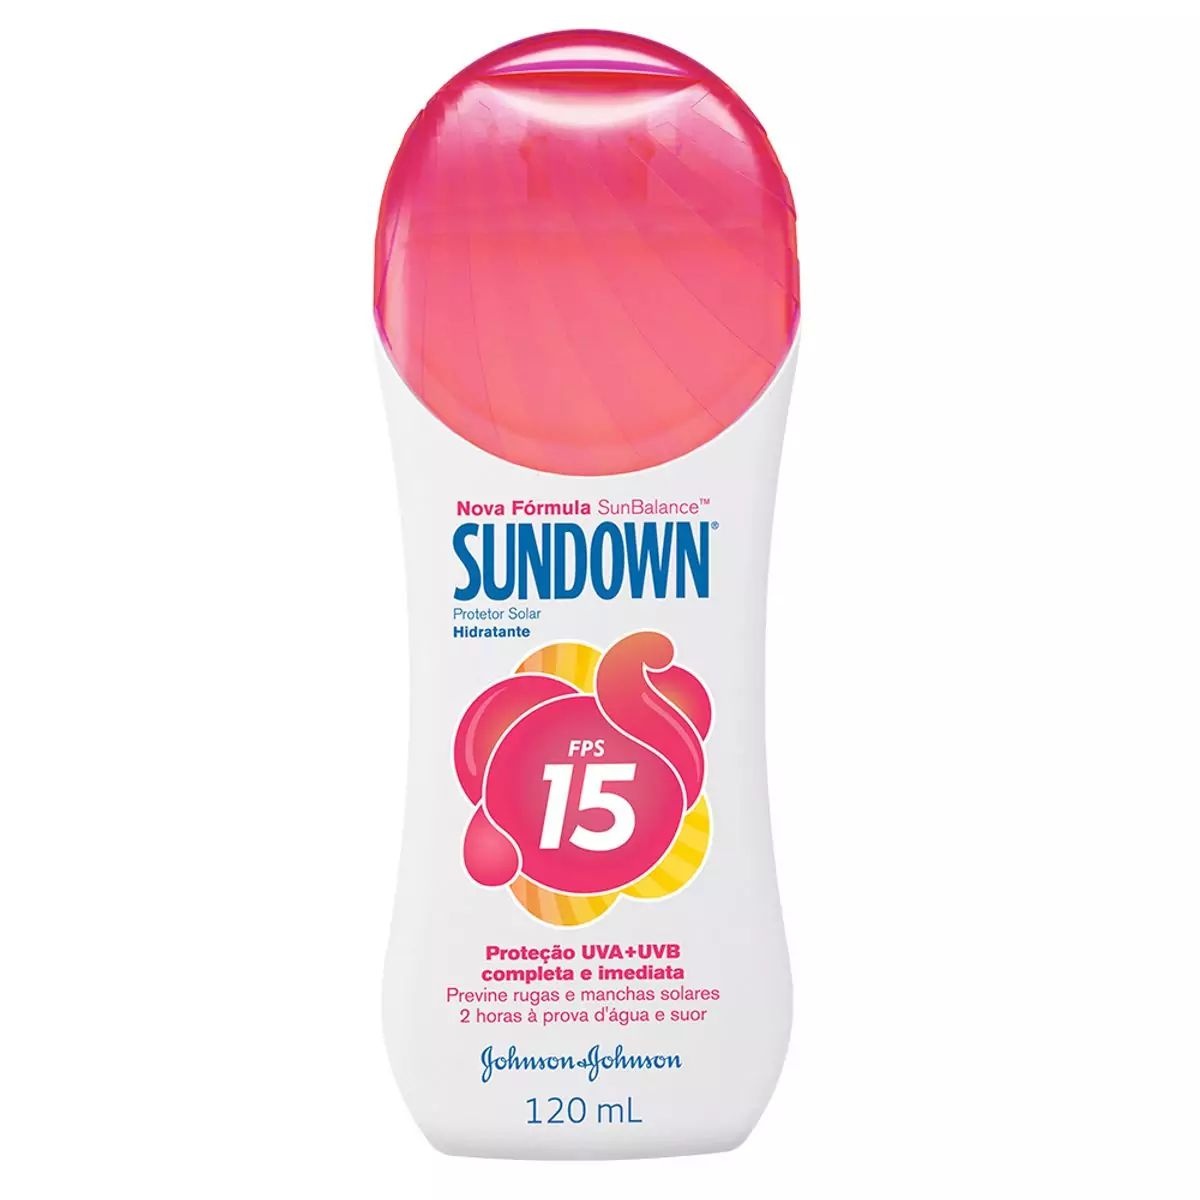 Nova Fórmula SunBalance™
SUNDOWN®
Protetor Solar
Hidratante
FPS
15
Proteção UVA+UVB
completa e imediata
Previne rugas e manchas solares
2 horas à prova d'água e suor
Johnson&Johnson
120 mL